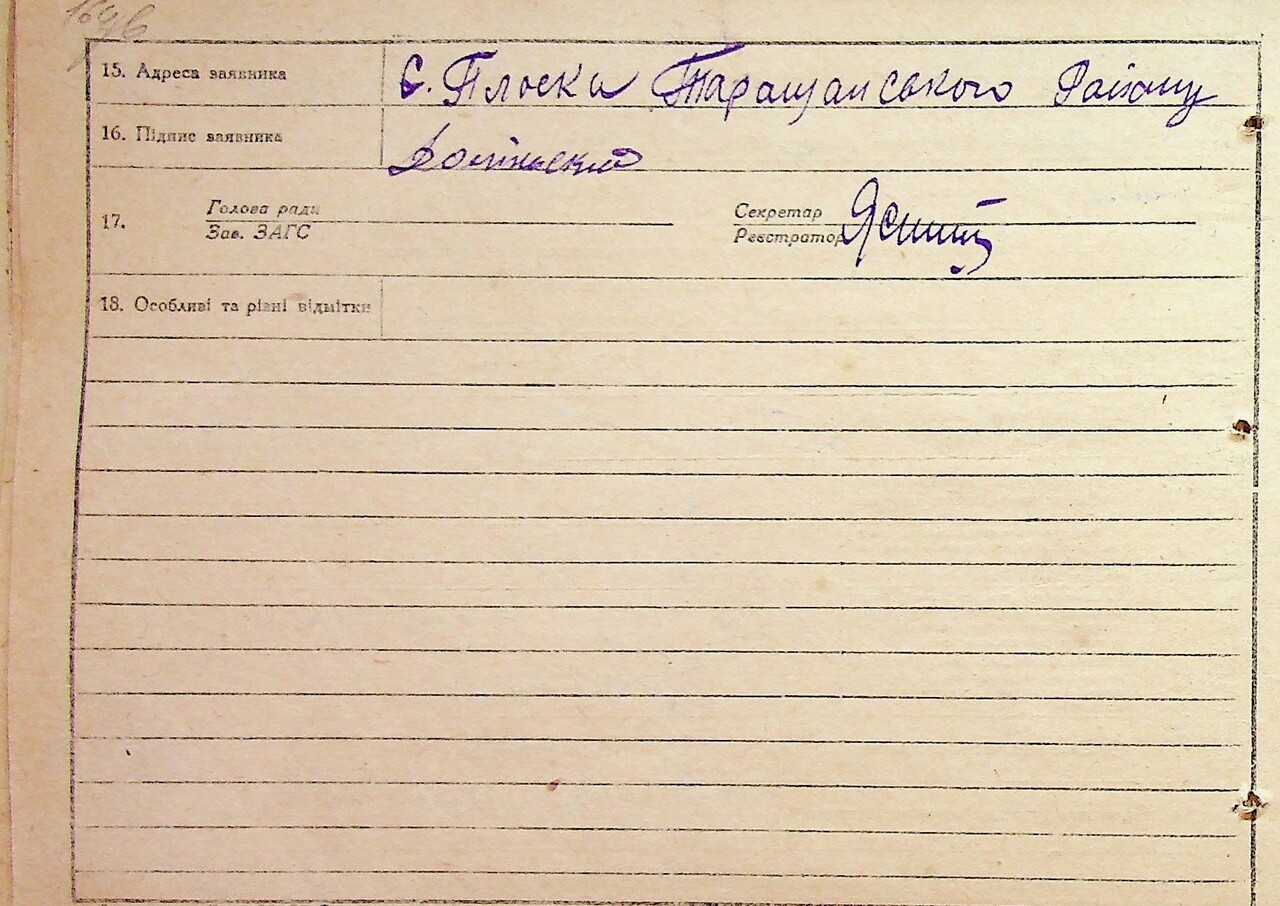 15. Адреса заявника с. Плоски Таращанського Району
16. Підпис заявника
17. Голова ради Секретар Ясний
Зав. ЗАГС Реєстратор
18. Особливі та різні відмітки